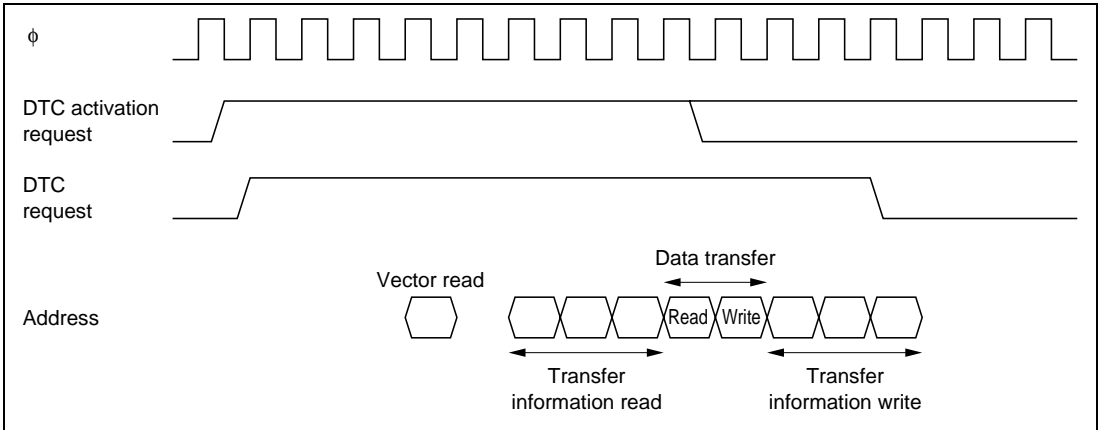 φ
DTC activation
request
DTC
request
Data transfer
Vector read
Address
Read
Write
Transfer
information read
Transfer
information write